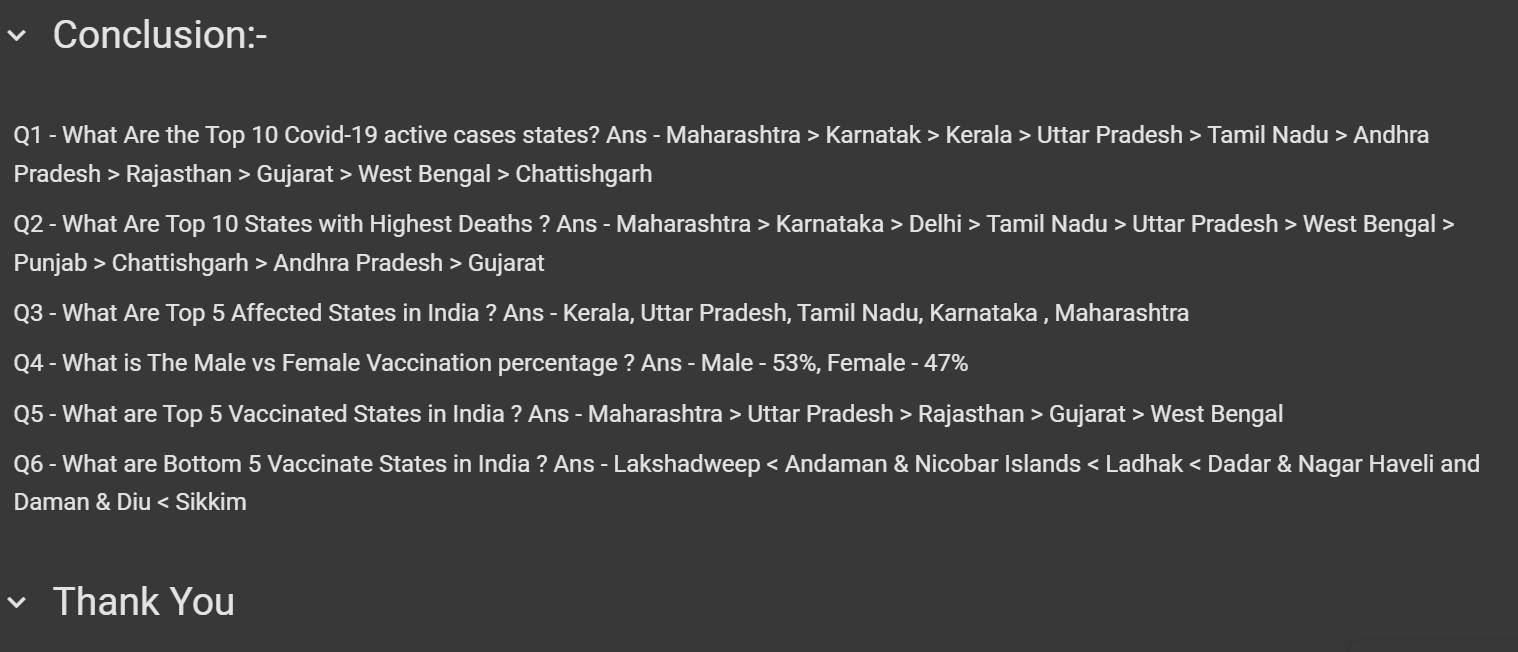 Conclusion:-
Q1 - What Are the Top 10 Covid-19 active cases states? Ans - Maharashtra > Karnatak > Kerala > Uttar Pradesh > Tamil Nadu > Andhra
Pradesh > Rajasthan > Gujarat > West Bengal > Chattishgarh
Q2 - What Are Top 10 States with Highest Deaths ? Ans - Maharashtra > Karnataka > Delhi > Tamil Nadu > Uttar Pradesh > West Bengal >
Punjab > Chattishgarh > Andhra Pradesh > Gujarat
Q3 - What Are Top 5 Affected States in India ? Ans - Kerala, Uttar Pradesh, Tamil Nadu, Karnataka , Maharashtra
Q4 - What is The Male vs Female Vaccination percentage ? Ans - Male - 53%, Female - 47%
Q5 - What are Top 5 Vaccinated States in India ? Ans - Maharashtra > Uttar Pradesh > Rajasthan > Gujarat > West Bengal
Q6 - What are Bottom 5 Vaccinate States in India ? Ans - Lakshadweep < Andaman & Nicobar Islands < Ladhak < Dadar & Nagar Haveli and
Daman & Diu < Sikkim
Thank You